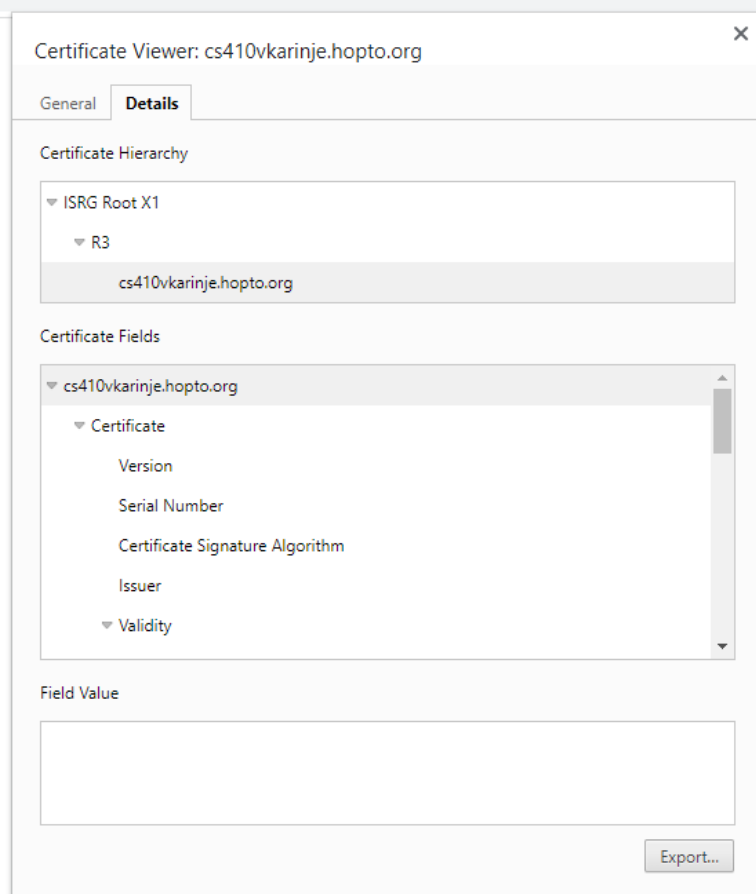 Certificate Viewer: cs410vkarinje.hopto.org
General Details
Certificate Hierarchy
ISRG Root X1
R3
cs410vkarinje.hopto.org
Certificate Fields
cs410vkarinje.hopto.org
Certificate
Version
Serial Number
Certificate Signature Algorithm
Issuer
Validity
Field Value
Export...